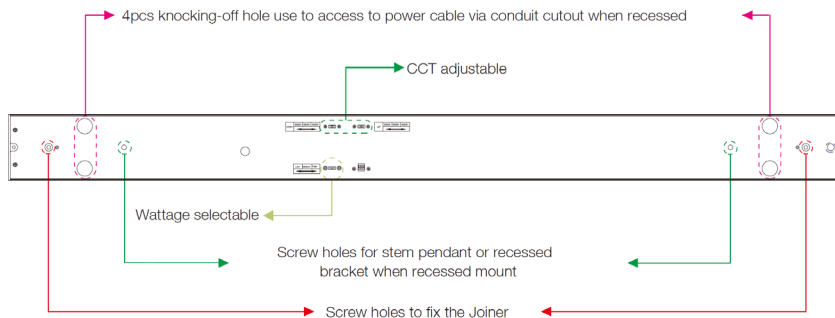 4pcs knocking-off hole use to access to power cable via conduit cutout when recessed
CCT adjustable
Wattage selectable
Screw holes for stem pendant or recessed
bracket when recessed mount
Screw holes to fix the Joiner